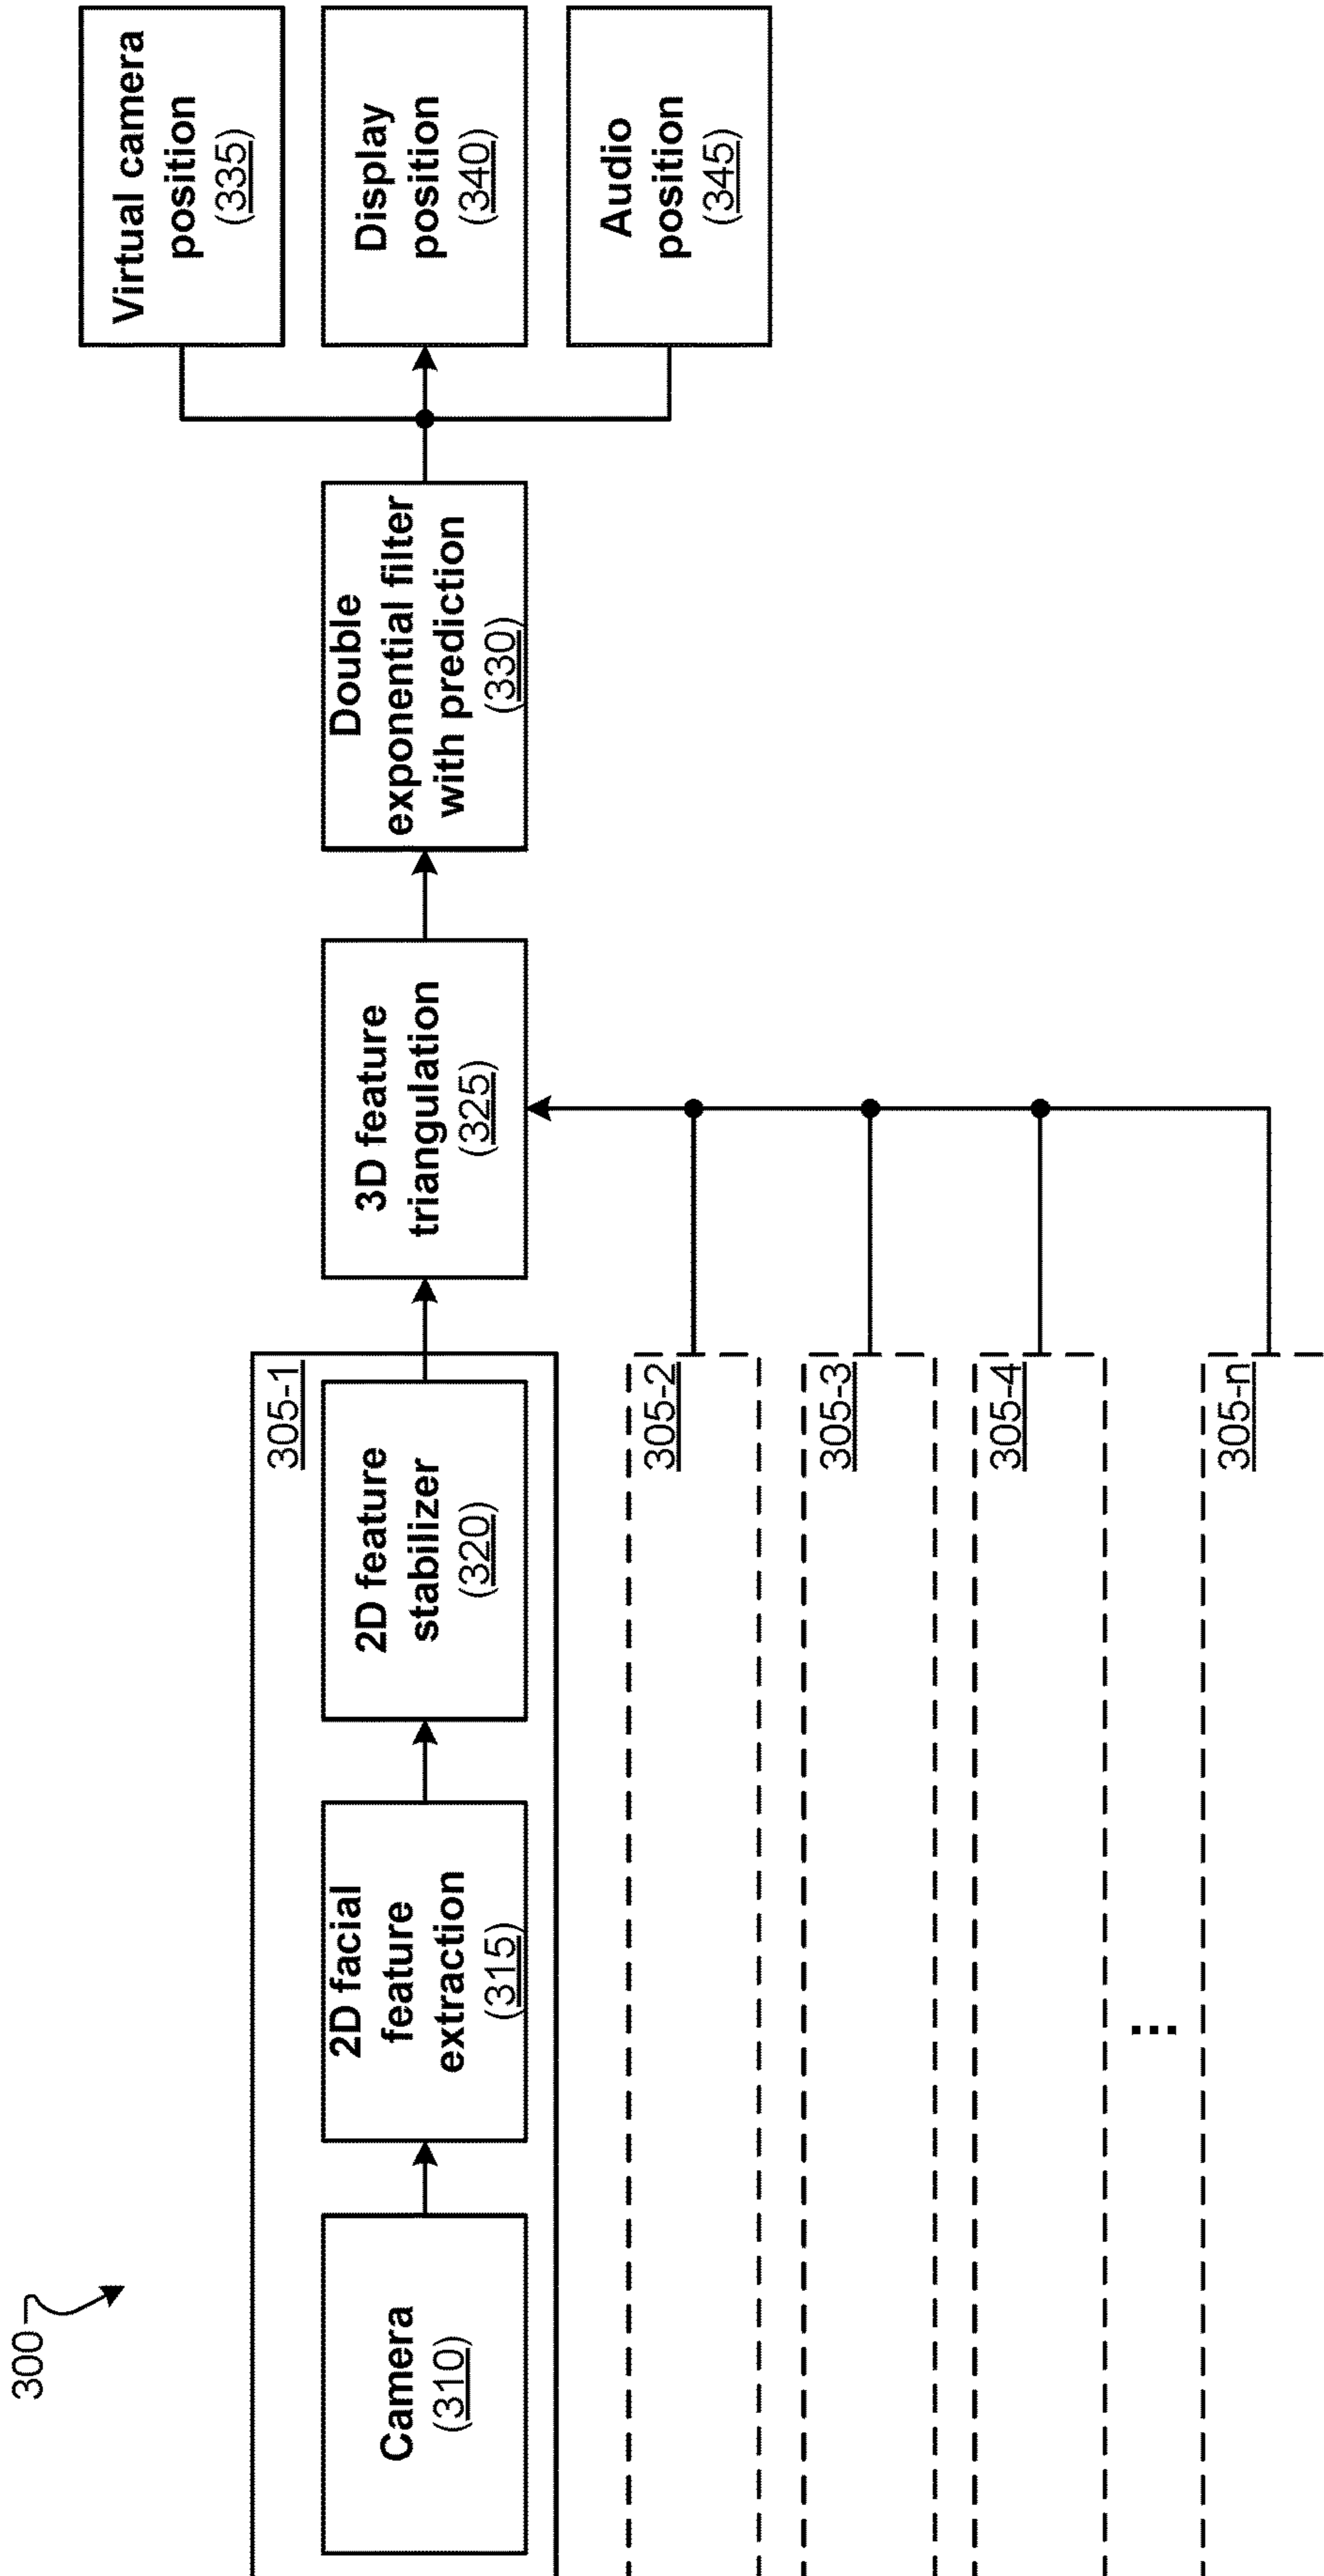 300
305-1
Camera
(310)
2D facial
feature
extraction
(315)
2D feature
stabilizer
(320)
3D feature
triangulation
(325)
Double
exponential filter
with prediction
(330)
Virtual camera
position
(335)
Display
position
(340)
Audio
position
(345)
305-2
305-3
305-4
...
305-n